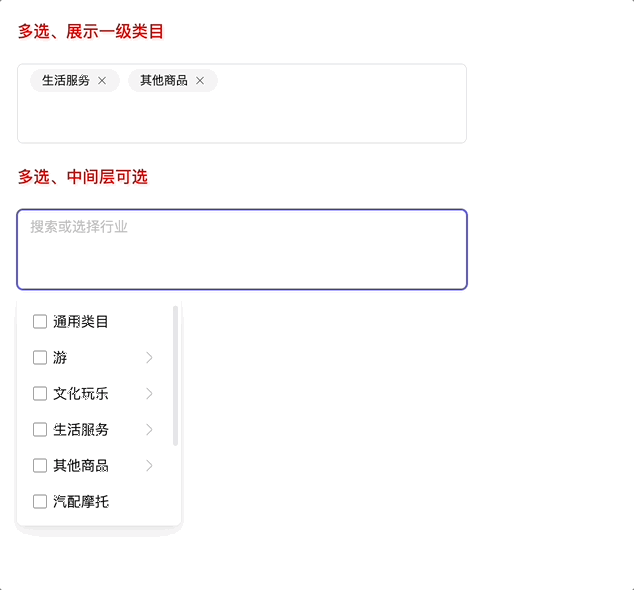 多选、展示一级类目
生活服务 其他商品
多选、中间层可选
搜索或选择行业
通用类目
游
文化玩乐
生活服务
其他商品
汽配摩托